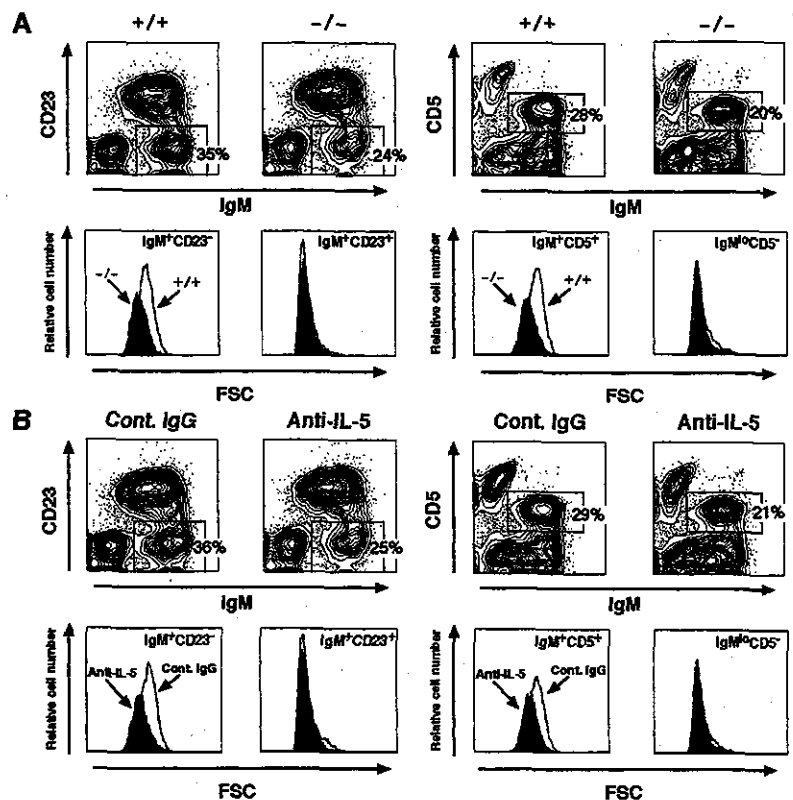 A
+/+
−/−
+/+
−/−
CD23
35%
24%
CD5
28%
20%
IgM
IgM
Relative cell number
IgM+CD23-
−/−
+/+
IgM+CD23+
Relative cell number
IgM+CD5+
−/−
+/+
IgMloCD5-
FSC
FSC
B
Cont. IgG
Anti-IL-5
Cont. IgG
Anti-IL-5
CD23
36%
25%
CD5
29%
21%
IgM
IgM
Relative cell number
IgM+CD23-
Anti-IL-5
Cont. IgG
IgM+CD23+
Relative cell number
IgM+CD5+
Anti-IL-5
Cont. IgG
IgMloCD5-
FSC
FSC